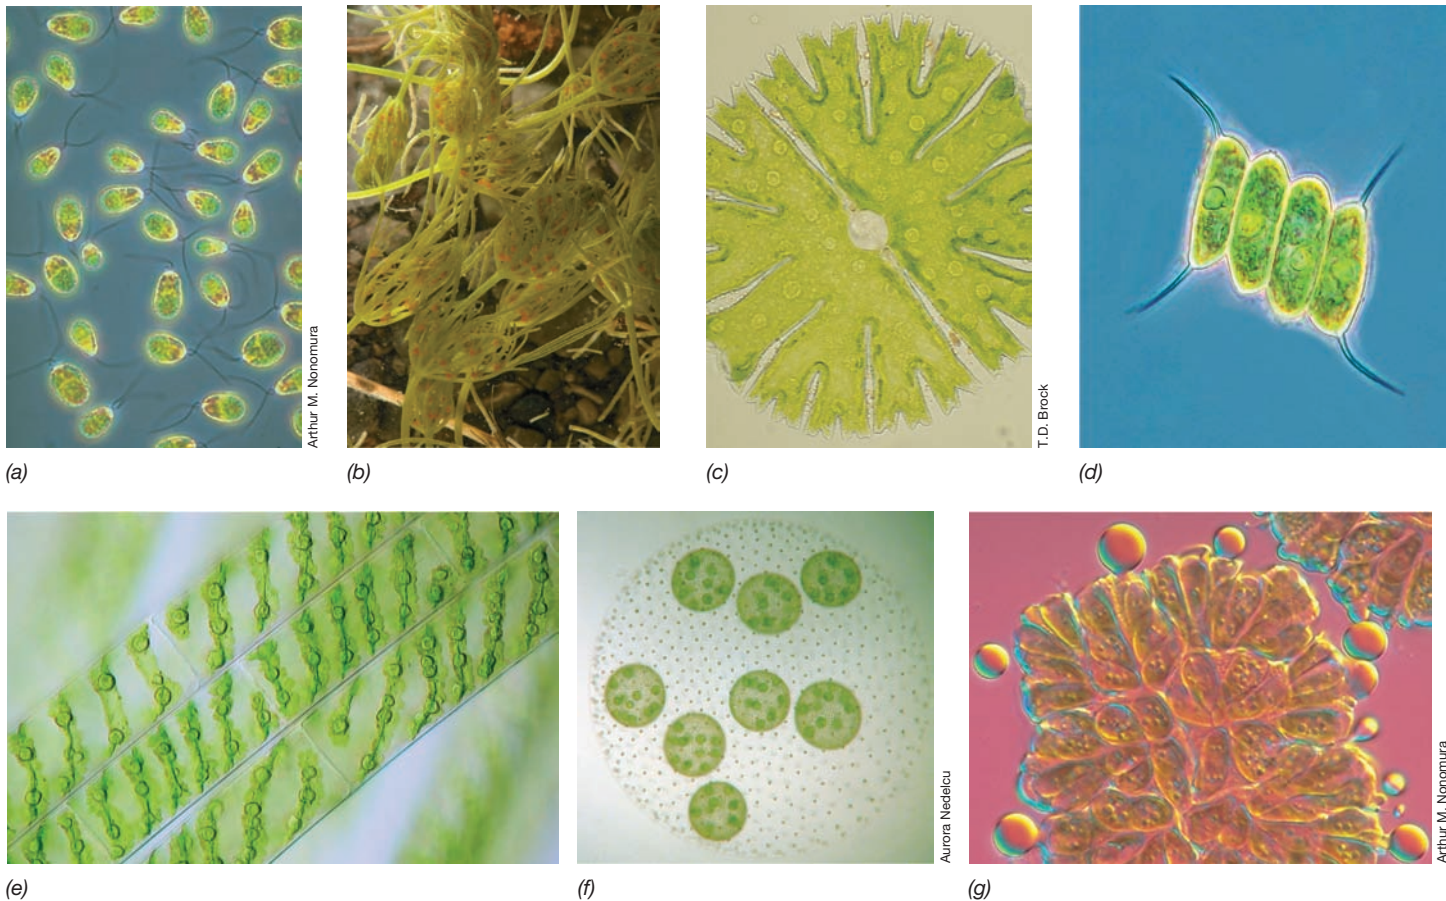 Arthur M. Nonomura
T.D. Brock
(a)
(b)
(c)
(d)
Aurora Nedelcu
Arthur M. Nonomura
(e)
(f)
(g)